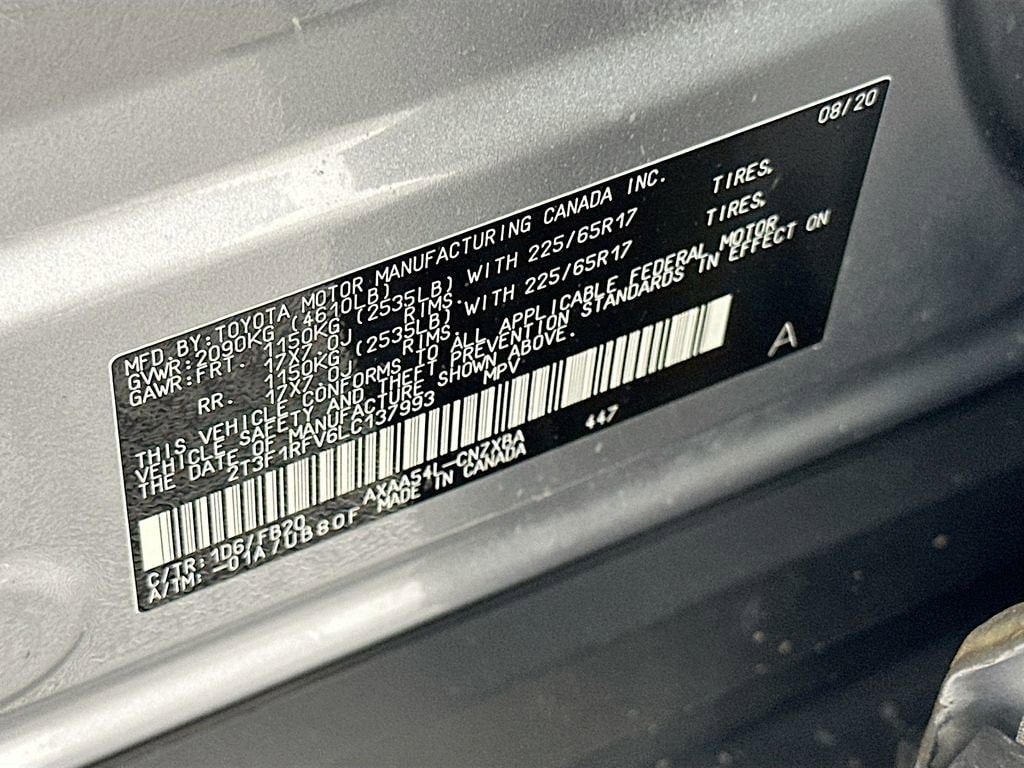 08/20
MFD. BY: TOYOTA MOTOR MANUFACTURING CANADA INC.
GVWR: 2090KG (4610LB)
GAWR: FRT. 1150KG (2535LB) WITH 225/65R17 TIRES,
17X7.0J RIMS.
RR. 1150KG (2535LB) WITH 225/65R17 TIRES,
17X7.0J RIMS.
THIS VEHICLE CONFORMS TO ALL APPLICABLE FEDERAL MOTOR
VEHICLE SAFETY AND THEFT PREVENTION STANDARDS IN EFFECT ON
THE DATE OF MANUFACTURE SHOWN ABOVE.
2T3F1RFV6LC137993 MPV
A
C/TR: 1D6/FB20 AXAA54L-CNZXBA 447
A/TM: -01A/UB80F MADE IN CANADA